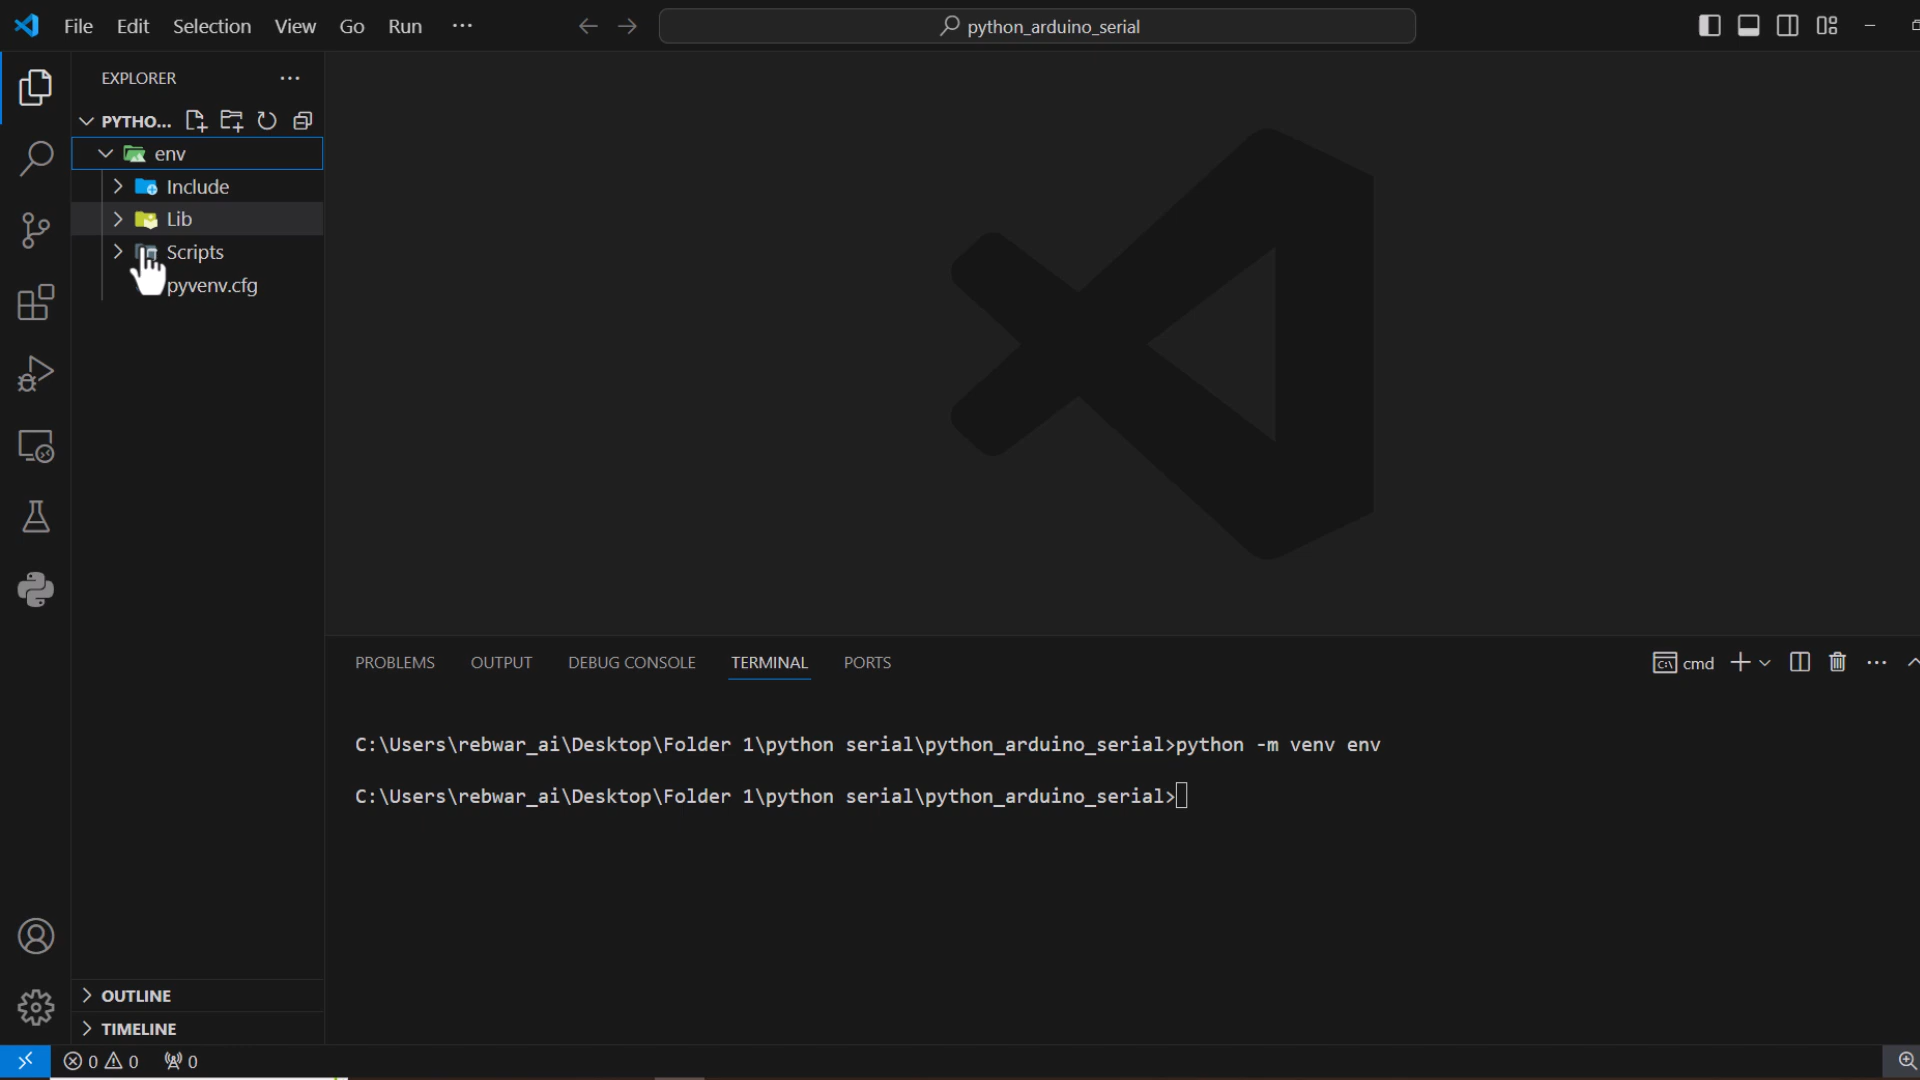 File Edit Selection View Go Run ··· python_arduino_serial
EXPLORER ···
PYTHO...
env
Include
Lib
Scripts
pyvenv.cfg
PROBLEMS OUTPUT DEBUG CONSOLE TERMINAL PORTS cmd ···
C:\Users\rebwar_ai\Desktop\Folder 1\python serial\python_arduino_serial>python -m venv env
C:\Users\rebwar_ai\Desktop\Folder 1\python serial\python_arduino_serial>
OUTLINE
TIMELINE
0 0 0